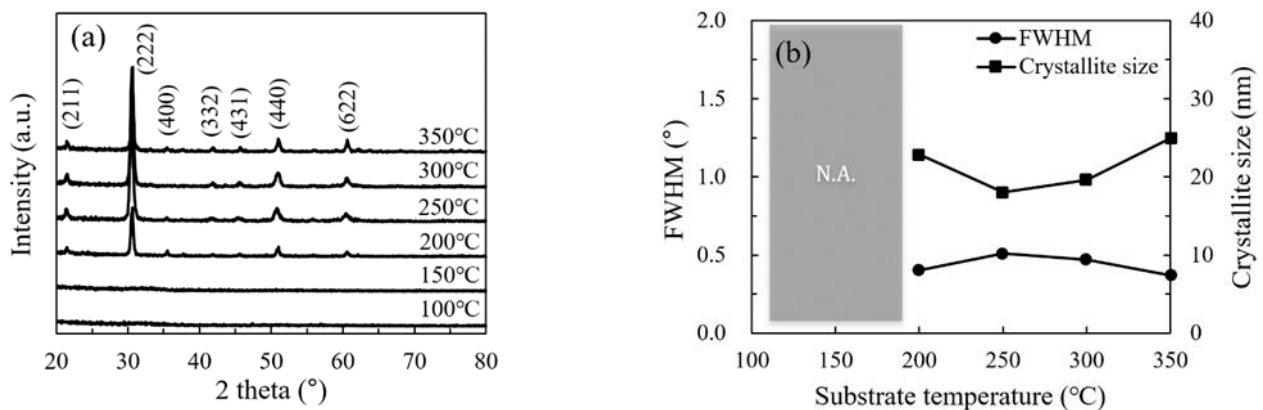 (a)
Intensity (a.u.)
(211)
(222)
(400)
(332)
(431)
(440)
(622)
350℃
300℃
250℃
200℃
150℃
100℃
20 30 40 50 60 70 80
2 theta (°)
(b)
FWHM
Crystallite size
N.A.
FWHM (°)
2.0
1.5
1.0
0.5
0.0
Crystallite size (nm)
40
30
20
10
0
100 150 200 250 300 350
Substrate temperature (℃)